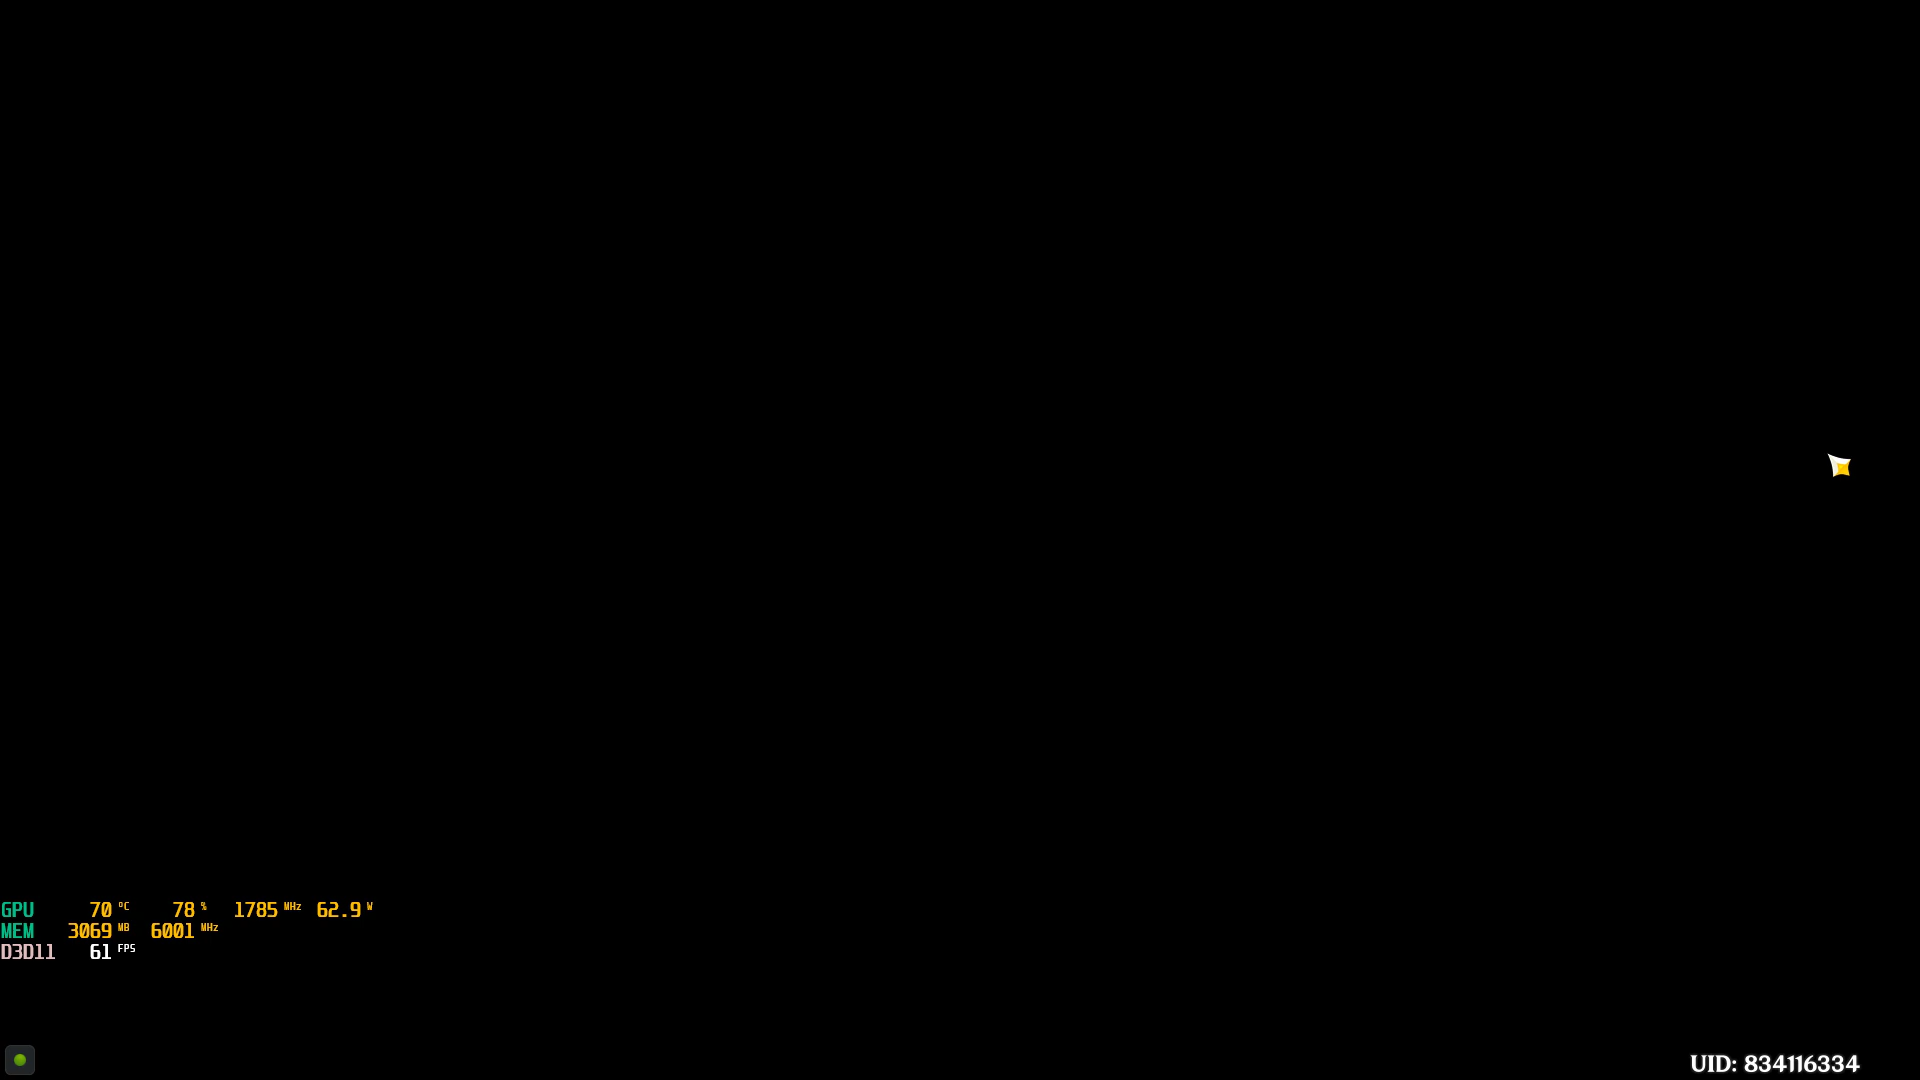 GPU 70 °C 78 % 1785 MHz 62.9 W
MEM 3069 MB 6001 MHz
D3D11 61 FPS
UID: 834116334